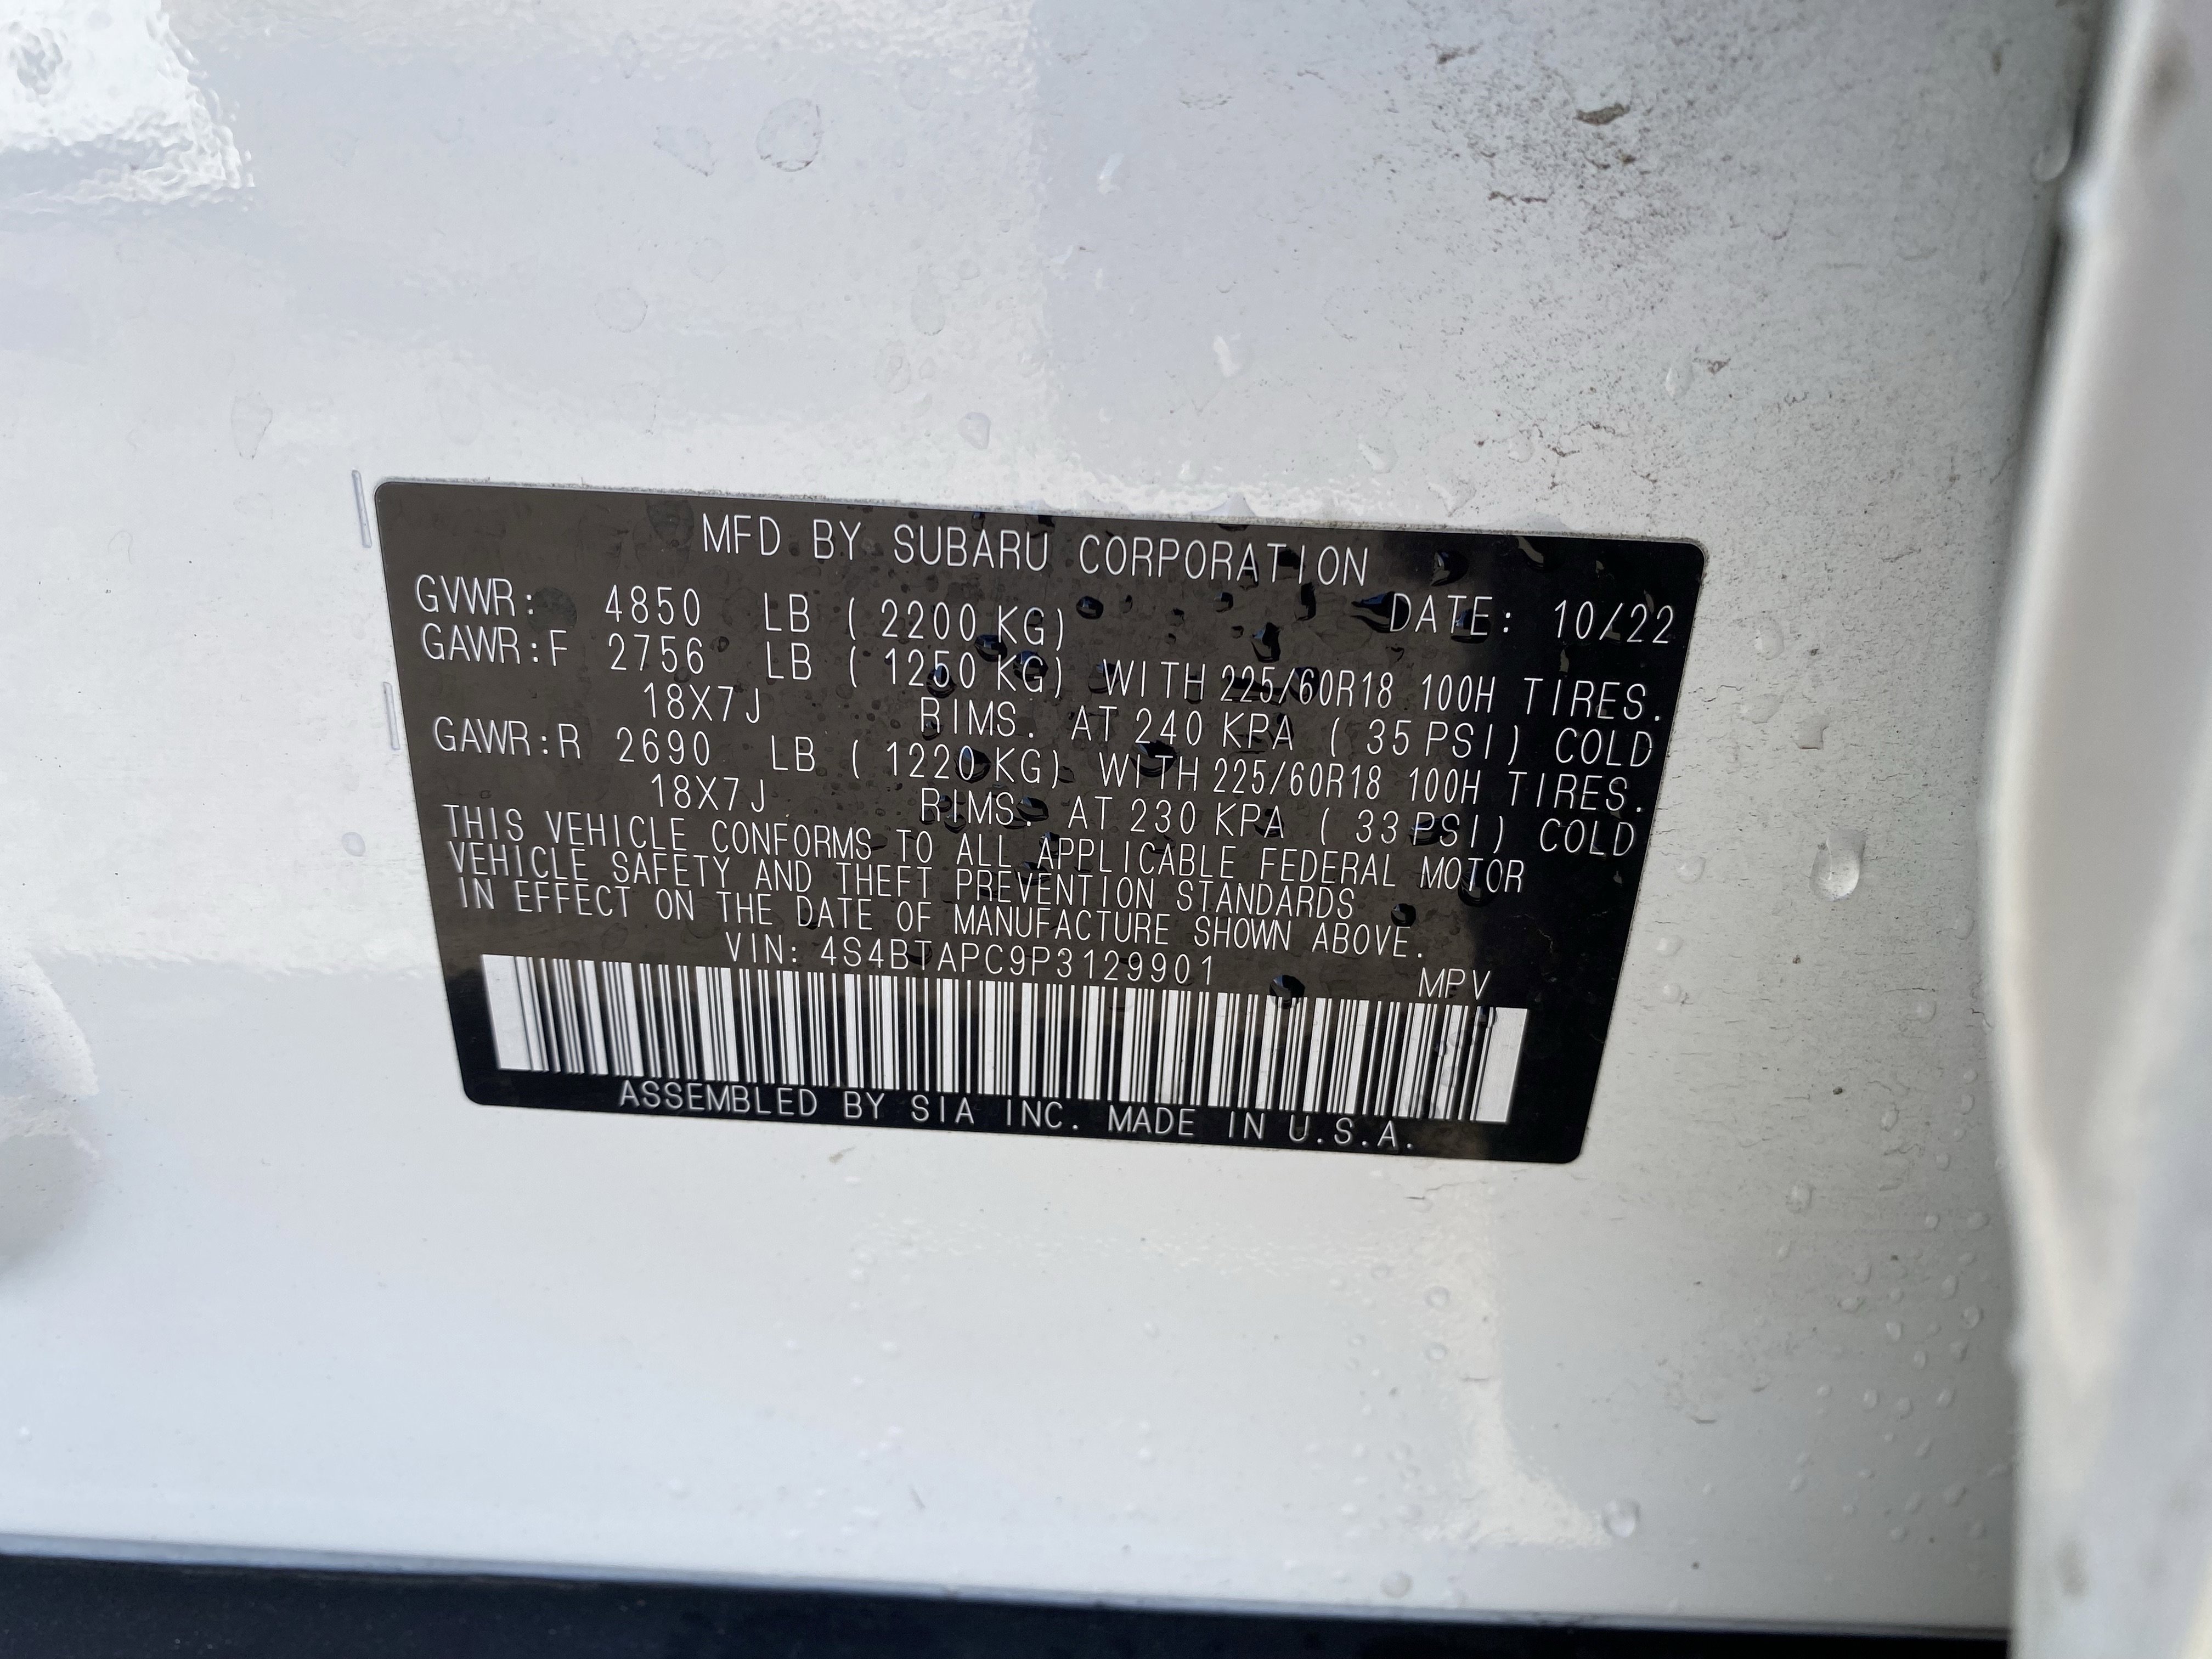 MFD BY SUBARU CORPORATION
GVWR: 4850 LB ( 2200 KG) DATE: 10/22
GAWR:F 2756 LB ( 1250 KG) WITH 225/60R18 100H TIRES.
18X7J RIMS. AT 240 KPA ( 35 PSI) COLD
GAWR:R 2690 LB ( 1220 KG) WITH 225/60R18 100H TIRES.
18X7J RIMS. AT 230 KPA ( 33 PSI) COLD
THIS VEHICLE CONFORMS TO ALL APPLICABLE FEDERAL MOTOR
VEHICLE SAFETY AND THEFT PREVENTION STANDARDS
IN EFFECT ON THE DATE OF MANUFACTURE SHOWN ABOVE.
VIN: 4S4BTAPC9P3129901 MPV
ASSEMBLED BY SIA INC. MADE IN U.S.A.